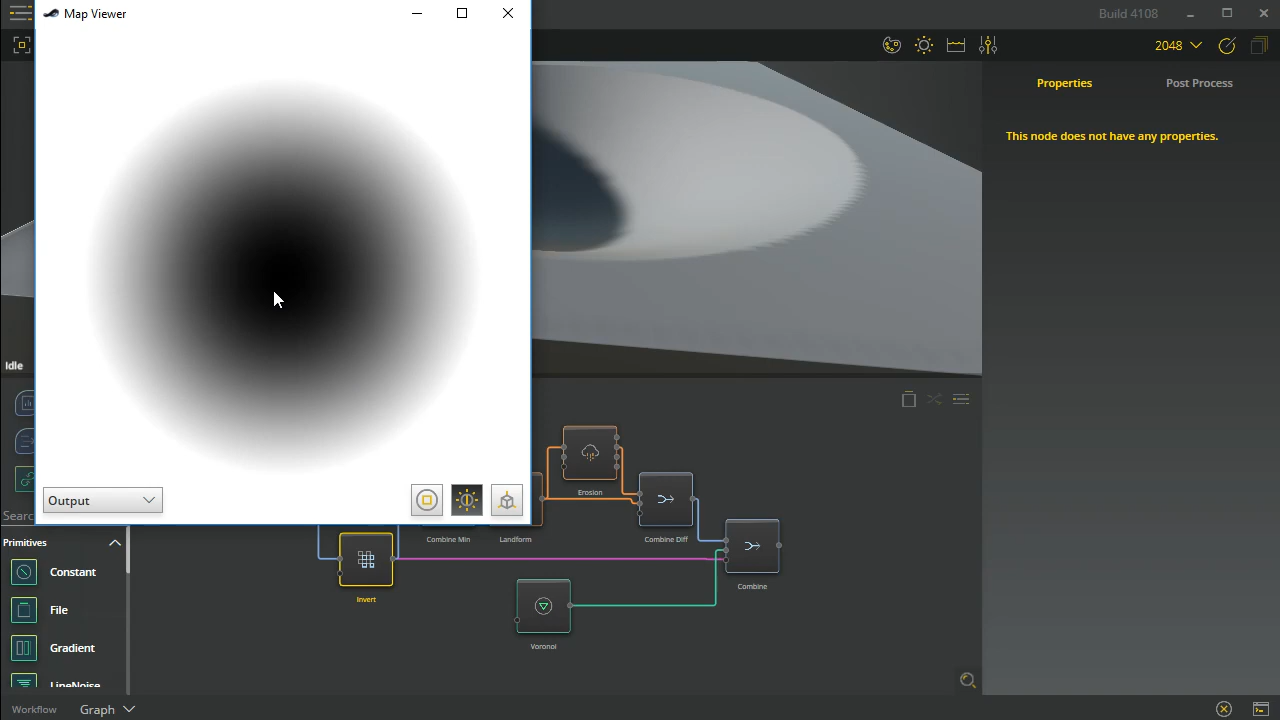 Map Viewer
Build 4108
2048
Properties
Post Process
This node does not have any properties.
Idle
Output
Searc
Primitives
Constant
File
Gradient
LineNoise
Erosion
Combine Min
Landform
Combine Diff
Combine
Invert
Voronoi
Workflow
Graph